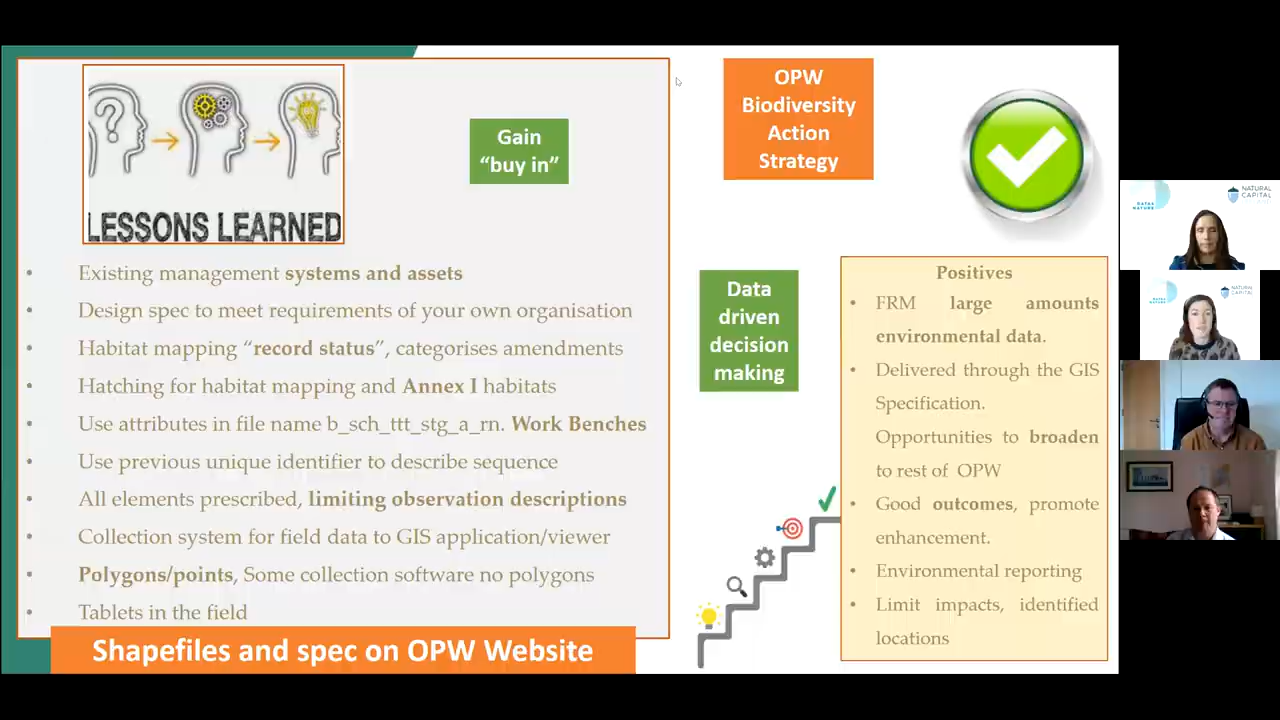 LESSONS LEARNED
Gain
“buy in”
• Existing management systems and assets
• Design spec to meet requirements of your own organisation
• Habitat mapping “record status”, categorises amendments
• Hatching for habitat mapping and Annex I habitats
• Use attributes in file name b_sch_ttt_stg_a_rn. Work Benches
• Use previous unique identifier to describe sequence
• All elements prescribed, limiting observation descriptions
• Collection system for field data to GIS application/viewer
• Polygons/points, Some collection software no polygons
• Tablets in the field
Shapefiles and spec on OPW Website
OPW
Biodiversity
Action
Strategy
Data
driven
decision
making
Positives
• FRM large amounts
environmental data.
• Delivered through the GIS
Specification.
Opportunities to broaden
to rest of OPW
• Good outcomes, promote
enhancement.
• Environmental reporting
• Limit impacts, identified
locations
NATURAL
CAPITAL
NATURAL
CAPITAL